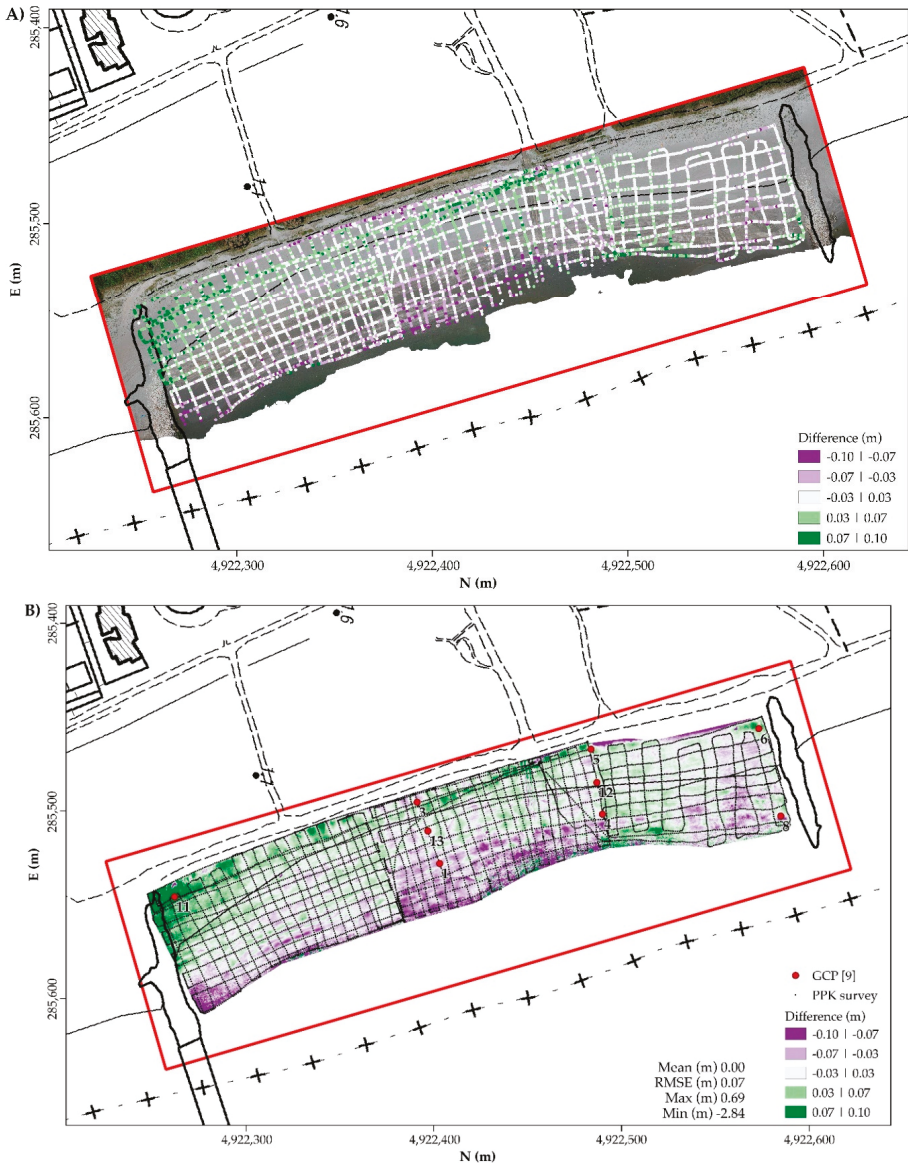 A)
285,400
285,500
285,600
E (m)
9.
17
Difference (m)
-0.10 | -0.07
-0.07 | -0.03
-0.03 | 0.03
0.03 | 0.07
0.07 | 0.10
4,922,300
4,922,400
4,922,500
4,922,600
N (m)
B)
285,400
285,500
285,600
E (m)
17
6
5
12
3
4
13
8
1
11
GCP [9]
PPK survey
Difference (m)
-0.10 | -0.07
-0.07 | -0.03
-0.03 | 0.03
0.03 | 0.07
0.07 | 0.10
Mean (m) 0.00
RMSE (m) 0.07
Max (m) 0.69
Min (m) -2.84
4,922,300
4,922,400
4,922,500
4,922,600
N (m)